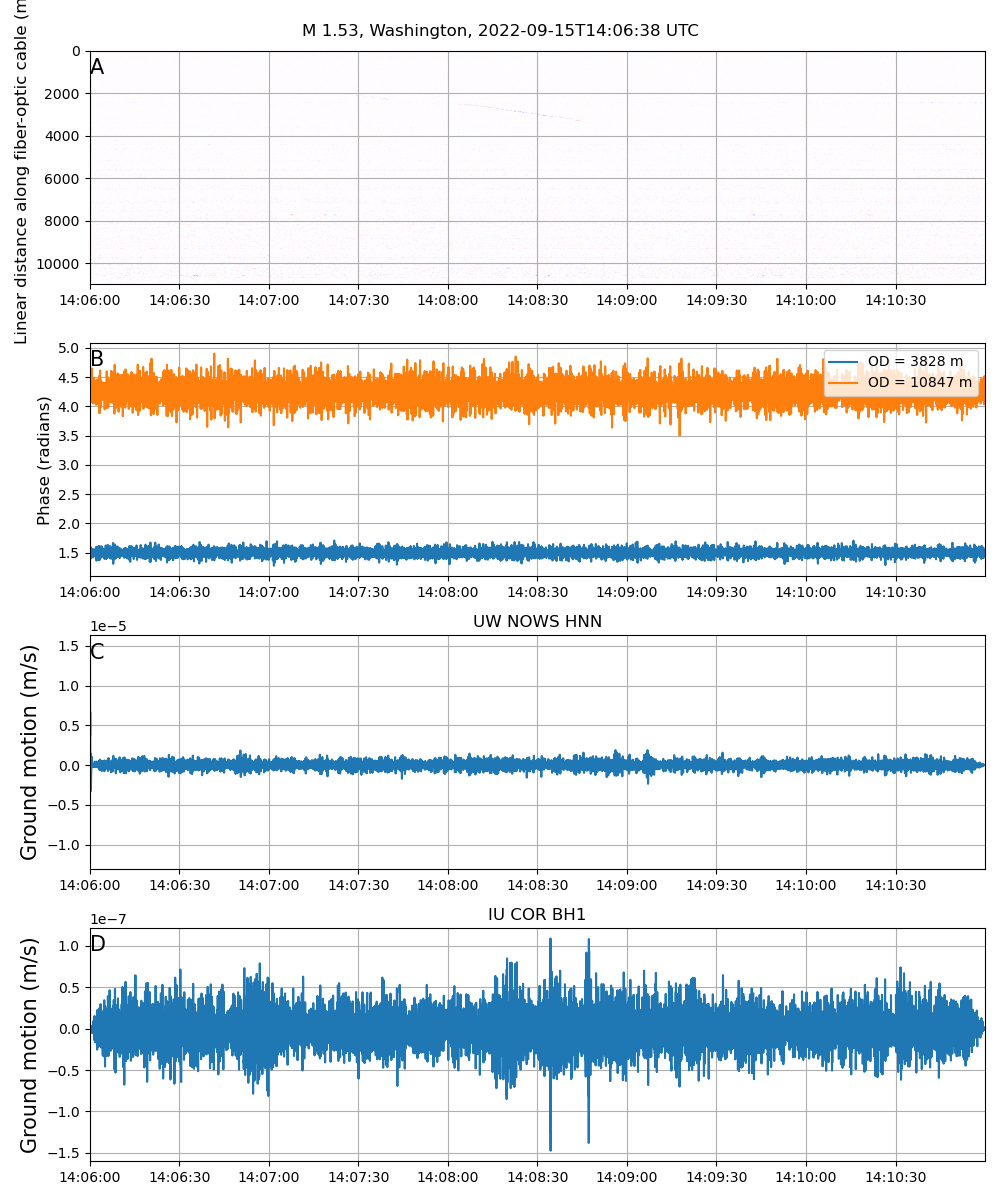 M 1.53, Washington, 2022-09-15T14:06:38 UTC
Linear distance along fiber-optic cable (m
A
0
2000
4000
6000
8000
10000
14:06:00 14:06:30 14:07:00 14:07:30 14:08:00 14:08:30 14:09:00 14:09:30 14:10:00 14:10:30
Phase (radians)
B
OD = 3828 m
OD = 10847 m
5.0
4.5
4.0
3.5
3.0
2.5
2.0
1.5
14:06:00 14:06:30 14:07:00 14:07:30 14:08:00 14:08:30 14:09:00 14:09:30 14:10:00 14:10:30
UW NOWS HNN
1e−5
Ground motion (m/s)
C
1.5
1.0
0.5
0.0
−0.5
−1.0
14:06:00 14:06:30 14:07:00 14:07:30 14:08:00 14:08:30 14:09:00 14:09:30 14:10:00 14:10:30
IU COR BH1
1e−7
Ground motion (m/s)
D
1.0
0.5
0.0
−0.5
−1.0
−1.5
14:06:00 14:06:30 14:07:00 14:07:30 14:08:00 14:08:30 14:09:00 14:09:30 14:10:00 14:10:30